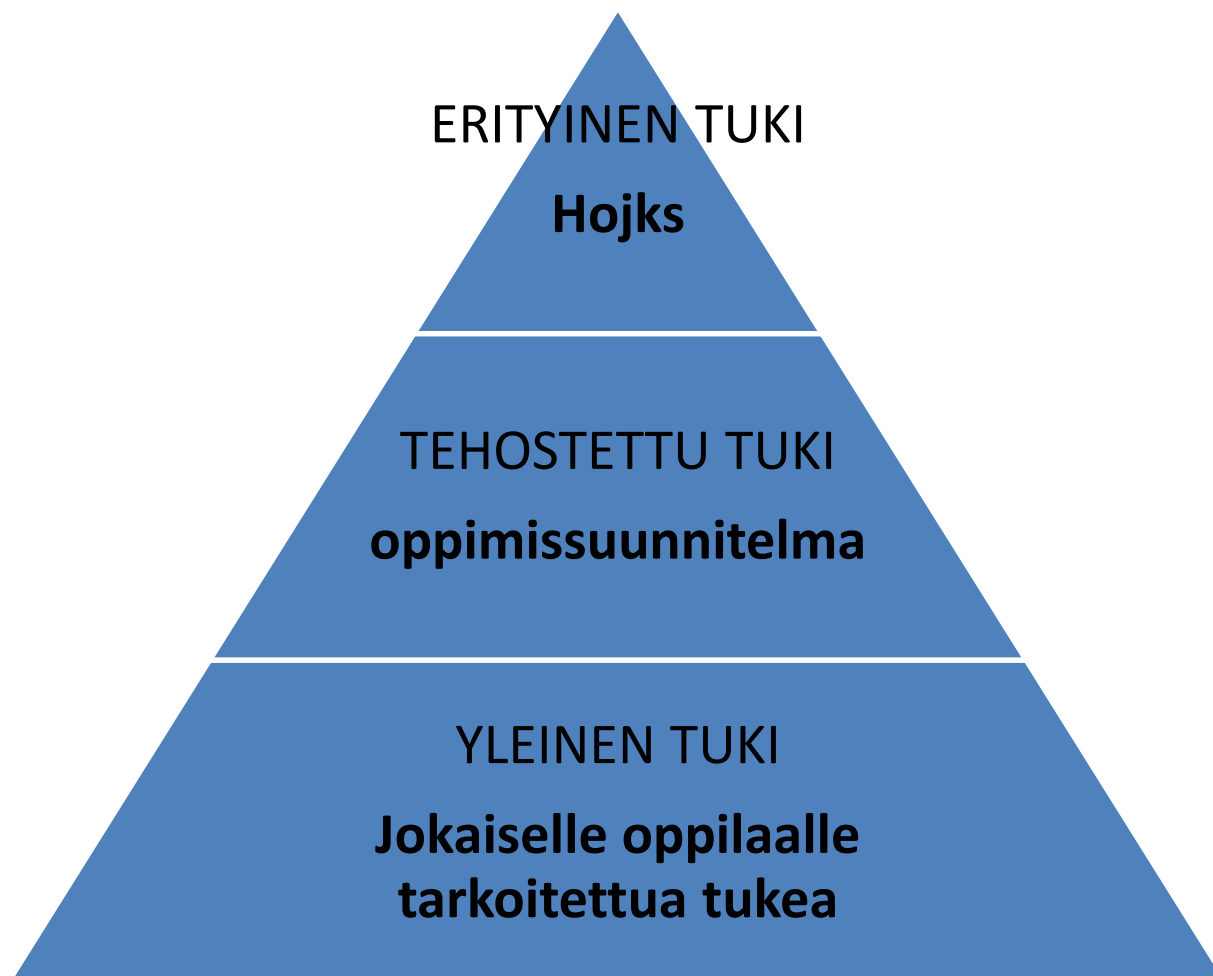 ERITYINEN TUKI
Hojks
TEHOSTETTU TUKI
oppimissuunnitelma
YLEINEN TUKI
Jokaiselle oppilaalle
tarkoitettua tukea